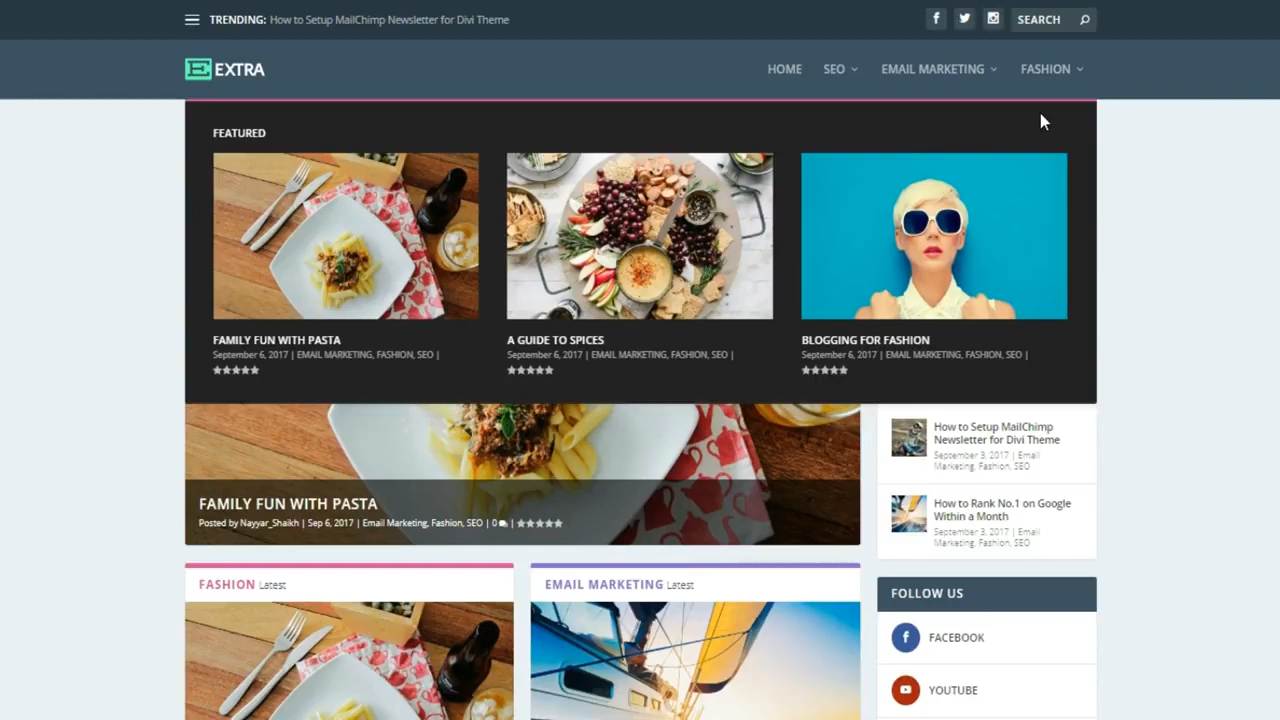 TRENDING: How to Setup MailChimp Newsletter for Divi Theme
SEARCH
EXTRA
HOME SEO EMAIL MARKETING FASHION
FEATURED
FAMILY FUN WITH PASTA
September 6, 2017 | EMAIL MARKETING, FASHION, SEO |
A GUIDE TO SPICES
September 6, 2017 | EMAIL MARKETING, FASHION, SEO |
BLOGGING FOR FASHION
September 6, 2017 | EMAIL MARKETING, FASHION, SEO |
FAMILY FUN WITH PASTA
Posted by Nayyar_Shaikh | Sep 6, 2017 | Email Marketing, Fashion, SEO | 0 |
How to Setup MailChimp
Newsletter for Divi Theme
September 3, 2017 | Email
Marketing, Fashion, SEO
How to Rank No.1 on Google
Within a Month
September 3, 2017 | Email
Marketing, Fashion, SEO
FASHION Latest
EMAIL MARKETING Latest
FOLLOW US
FACEBOOK
YOUTUBE